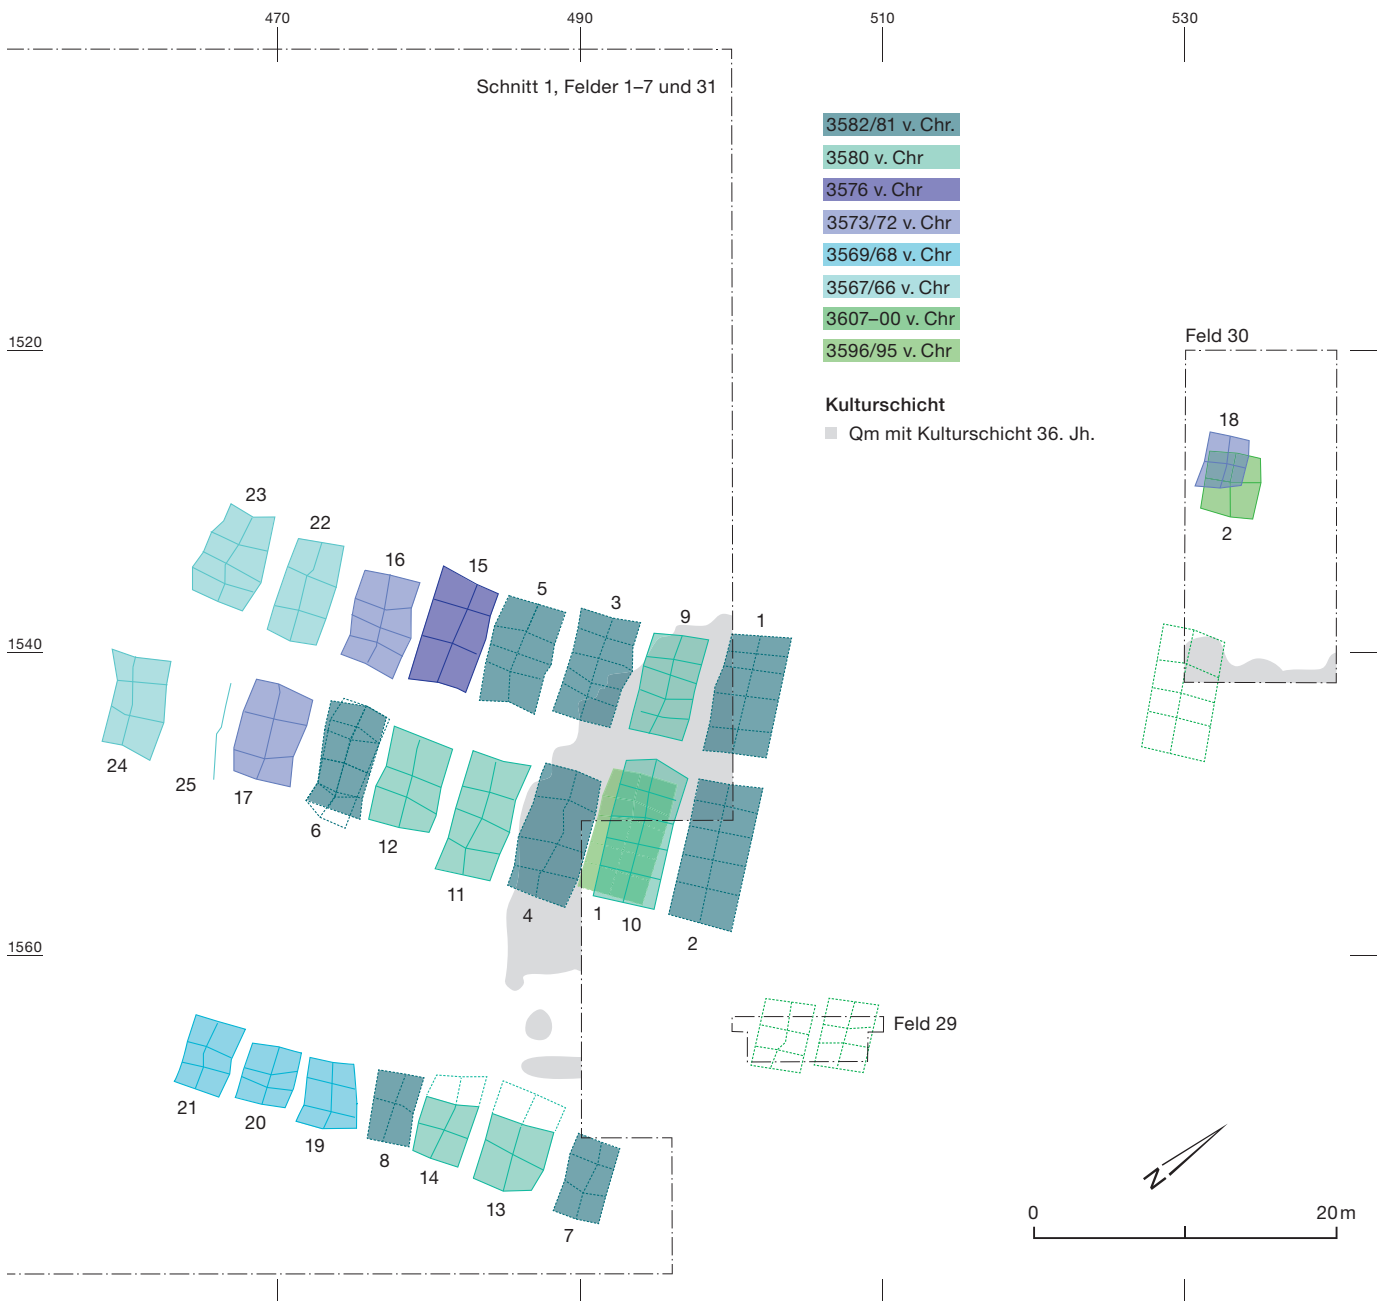 470 490 510 530
Schnitt 1, Felder 1–7 und 31
3582/81 v. Chr.
3580 v. Chr
3576 v. Chr
3573/72 v. Chr
3569/68 v. Chr
3567/66 v. Chr
3607–00 v. Chr
3596/95 v. Chr
1520
Feld 30
Kulturschicht
Qm mit Kulturschicht 36. Jh.
18
2
23
22
16
15
5
3
9
1
1540
24
25
17
6
12
11
4
1
10
2
1560
Feld 29
21
20
19
8
14
13
7
N
0 20 m